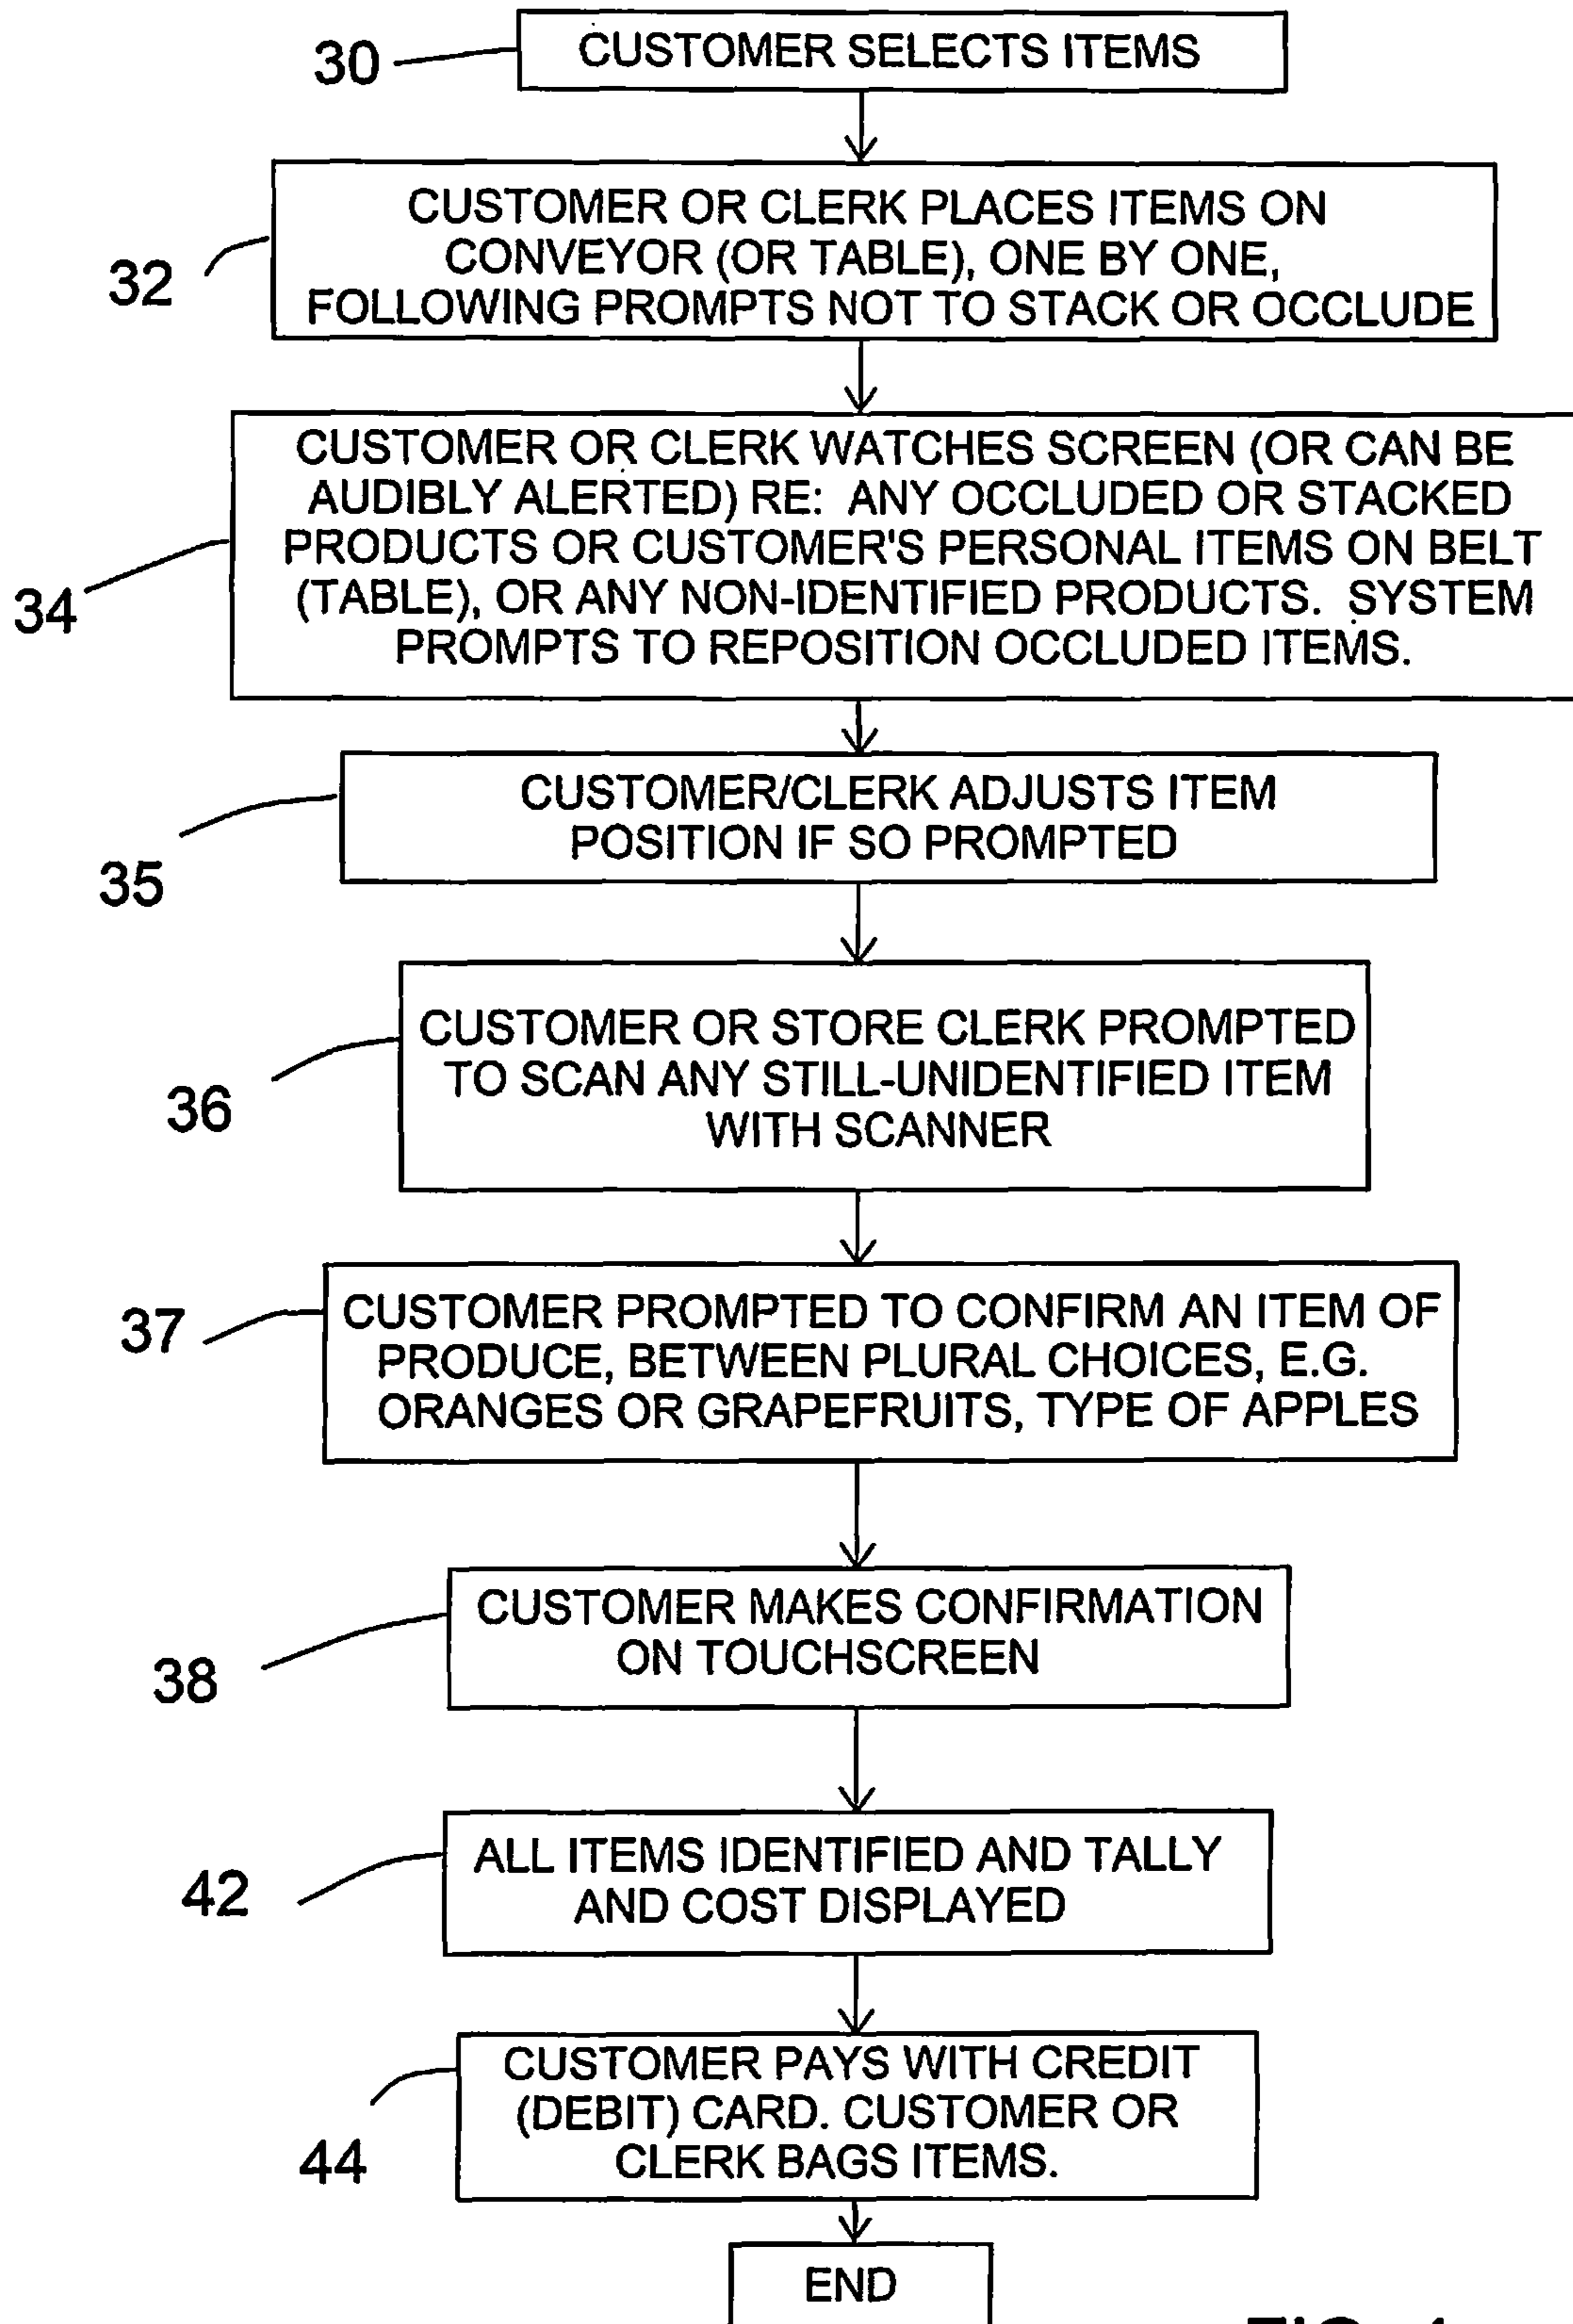 30
CUSTOMER SELECTS ITEMS
32
CUSTOMER OR CLERK PLACES ITEMS ON
CONVEYOR (OR TABLE), ONE BY ONE,
FOLLOWING PROMPTS NOT TO STACK OR OCCLUDE
34
CUSTOMER OR CLERK WATCHES SCREEN (OR CAN BE
AUDIBLY ALERTED) RE: ANY OCCLUDED OR STACKED
PRODUCTS OR CUSTOMER'S PERSONAL ITEMS ON BELT
(TABLE), OR ANY NON-IDENTIFIED PRODUCTS. SYSTEM
PROMPTS TO REPOSITION OCCLUDED ITEMS.
35
CUSTOMER/CLERK ADJUSTS ITEM
POSITION IF SO PROMPTED
36
CUSTOMER OR STORE CLERK PROMPTED
TO SCAN ANY STILL-UNIDENTIFIED ITEM
WITH SCANNER
37
CUSTOMER PROMPTED TO CONFIRM AN ITEM OF
PRODUCE, BETWEEN PLURAL CHOICES, E.G.
ORANGES OR GRAPEFRUITS, TYPE OF APPLES
38
CUSTOMER MAKES CONFIRMATION
ON TOUCHSCREEN
42
ALL ITEMS IDENTIFIED AND TALLY
AND COST DISPLAYED
44
CUSTOMER PAYS WITH CREDIT
(DEBIT) CARD. CUSTOMER OR
CLERK BAGS ITEMS.
END